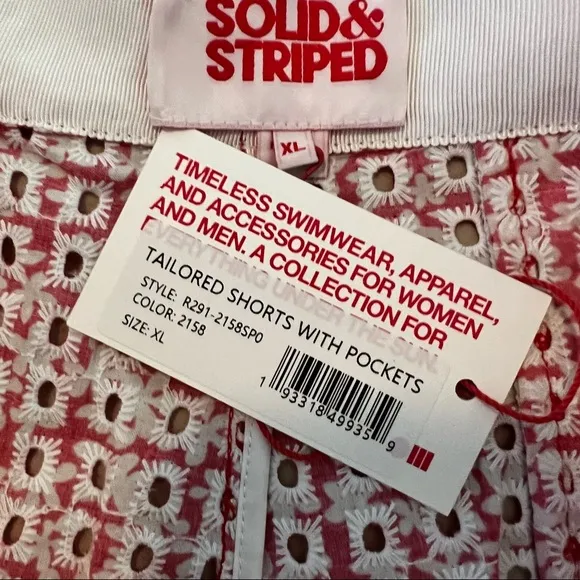 SOLID&
STRIPED
XL
TIMELESS SWIMWEAR, APPAREL,
AND ACCESSORIES FOR WOMEN
AND MEN. A COLLECTION FOR
EVERYTHING UNDER THE SUN.
TAILORED SHORTS WITH POCKETS
STYLE: R291-2158SP0
COLOR: 2158
SIZE: XL
1 93318 49935 9